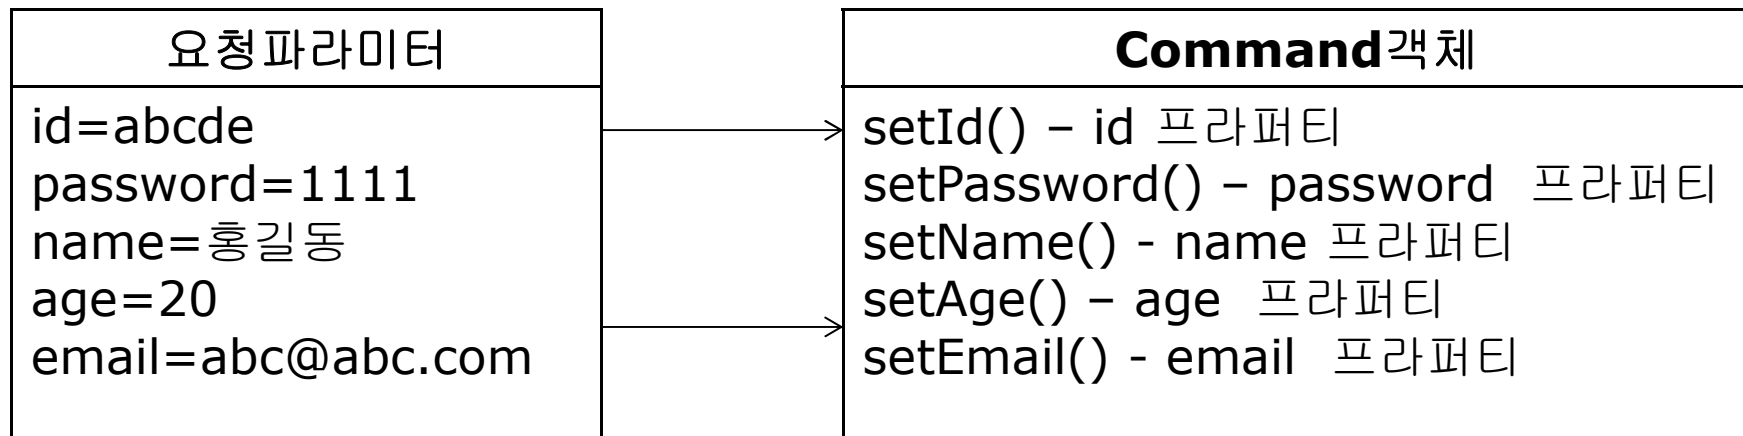 요청파라미터
id=abcde
password=1111
name=홍길동
age=20
email=abc@abc.com
Command객체
setId() – id 프라퍼티
setPassword() – password 프라퍼티
setName() - name 프라퍼티
setAge() – age 프라퍼티
setEmail() - email 프라퍼티